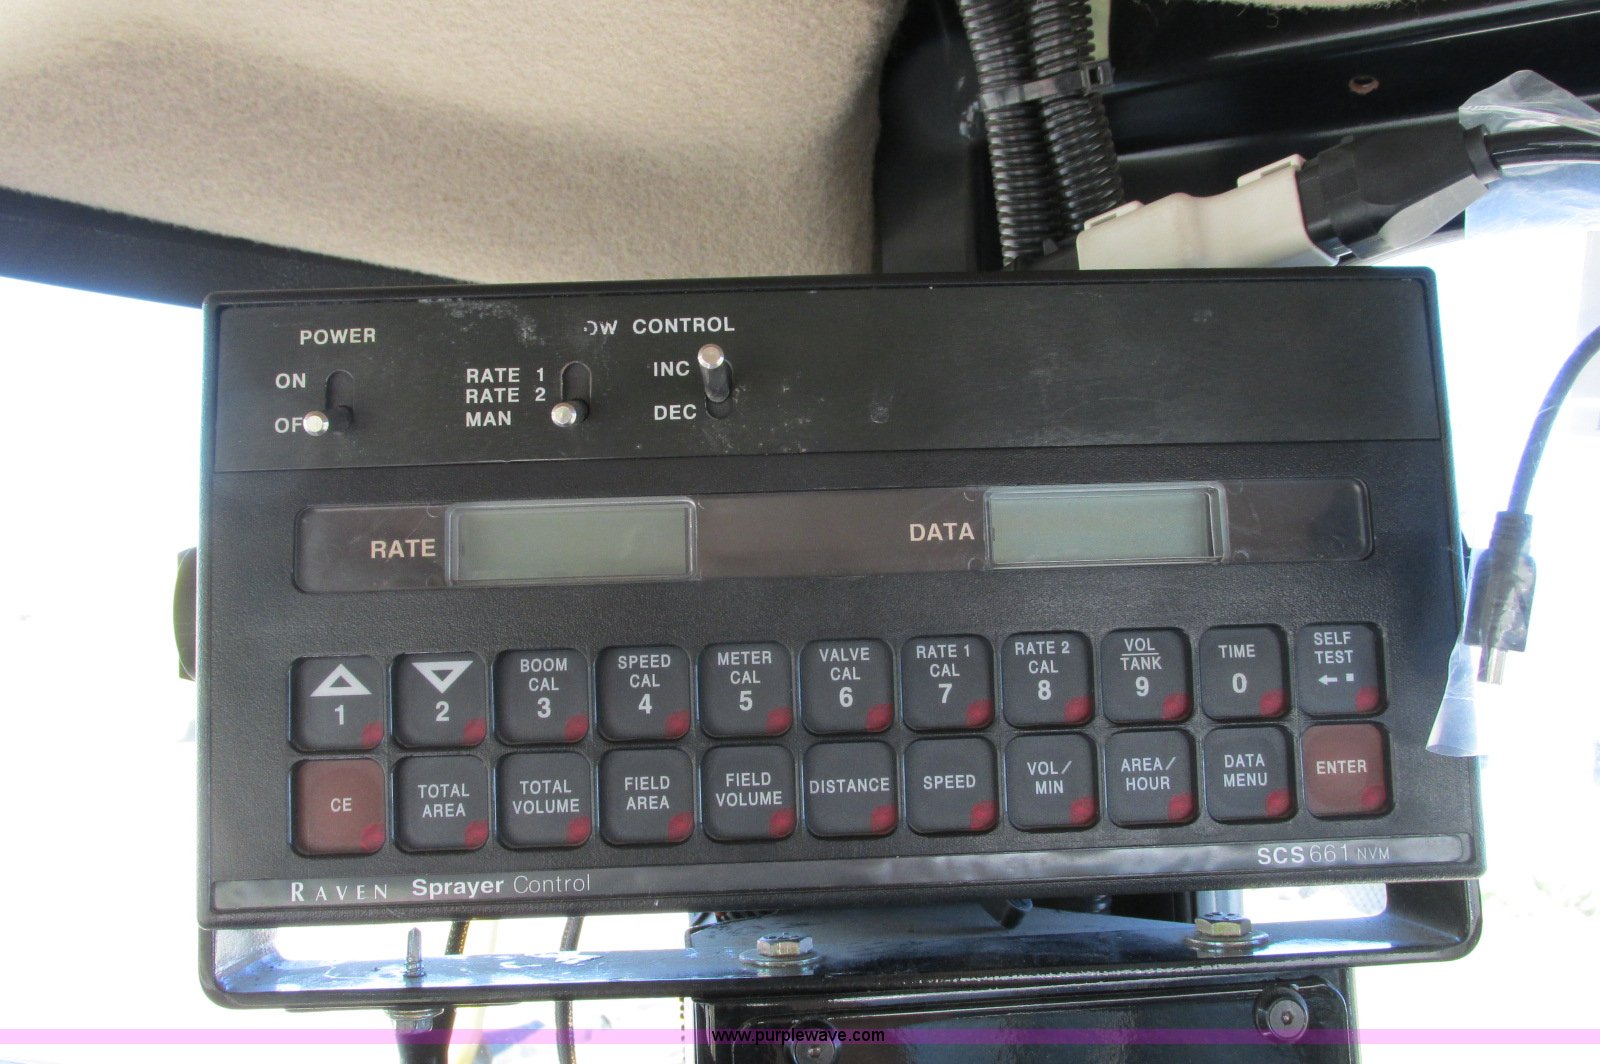 POWER
ON
OF
RATE 1
RATE 2
MAN
OW CONTROL
INC
DEC
RATE
DATA
1
2
BOOM
CAL
3
SPEED
CAL
4
METER
CAL
5
VALVE
CAL
6
RATE 1
CAL
7
RATE 2
CAL
8
VOL
TANK
9
TIME
0
SELF
TEST
CE
TOTAL
AREA
TOTAL
VOLUME
FIELD
AREA
FIELD
VOLUME
DISTANCE
SPEED
VOL/
MIN
AREA/
HOUR
DATA
MENU
ENTER
RAVEN Sprayer Control
SCS 661 NVM
www.purplewave.com